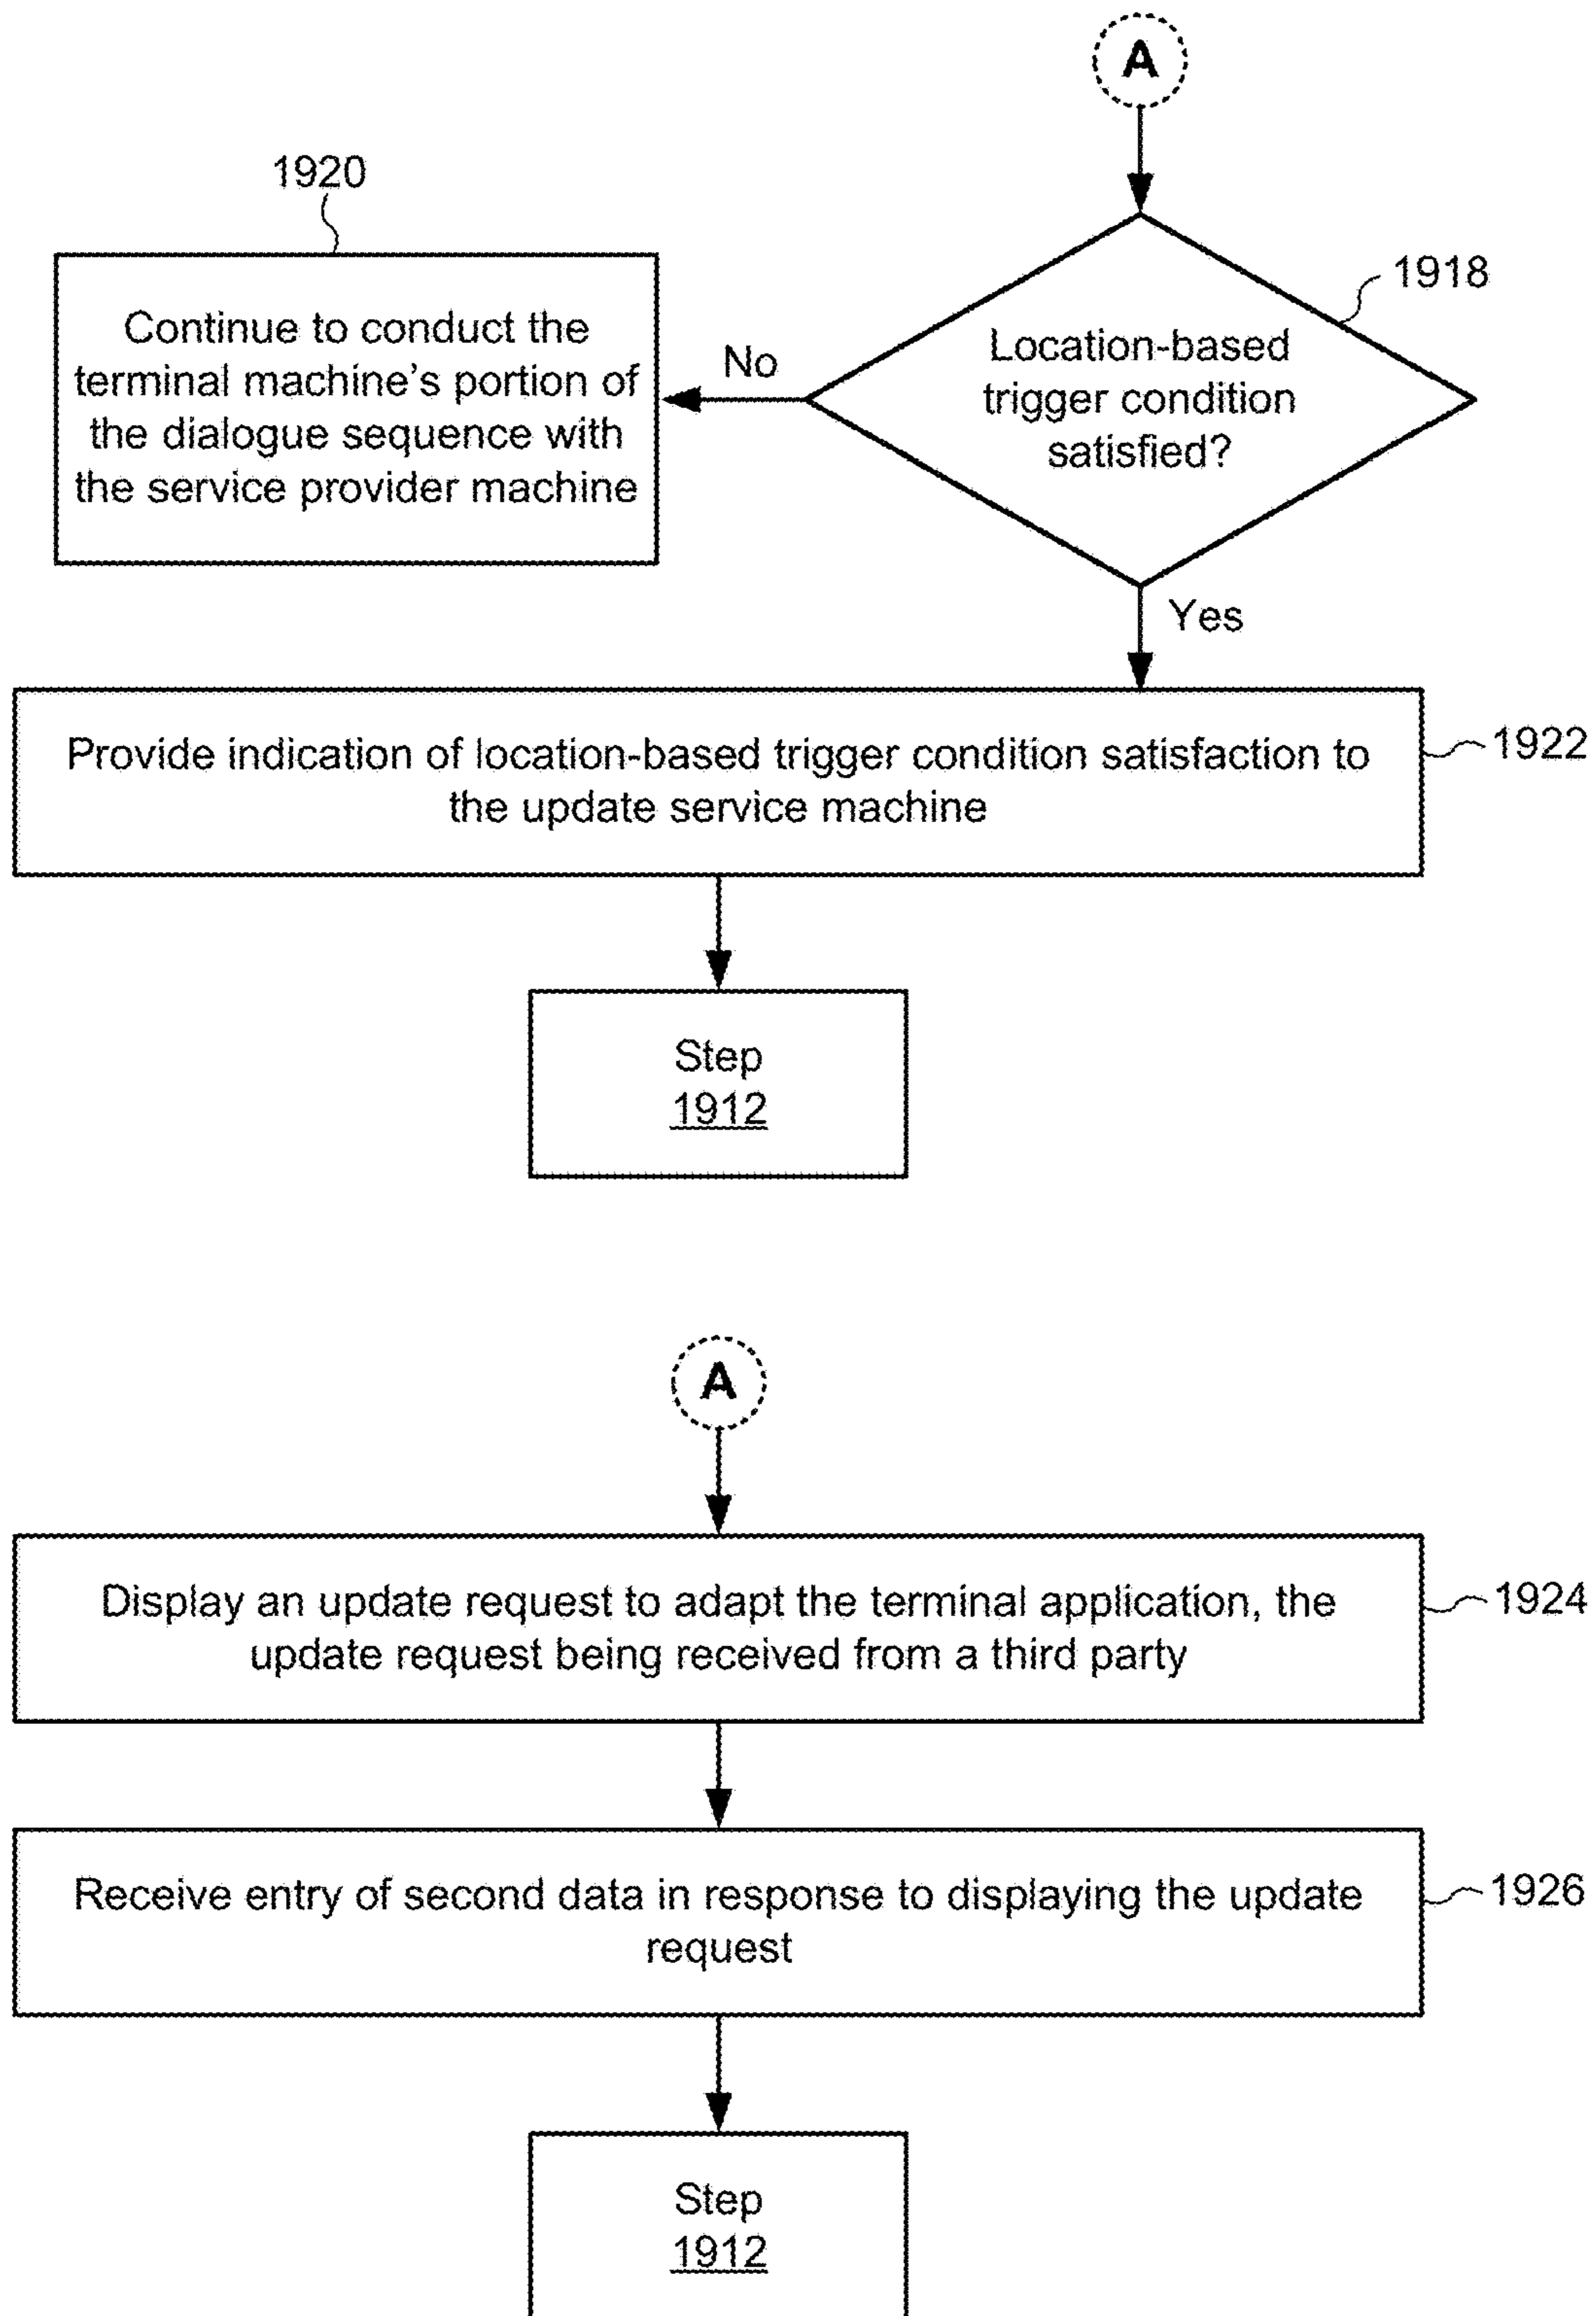 A
1920
1918
Continue to conduct the
terminal machine's portion of
the dialogue sequence with
the service provider machine
No
Location-based
trigger condition
satisfied?
Yes
Provide indication of location-based trigger condition satisfaction to
the update service machine
1922
Step
1912
A
Display an update request to adapt the terminal application, the
update request being received from a third party
1924
Receive entry of second data in response to displaying the update
request
1926
Step
1912